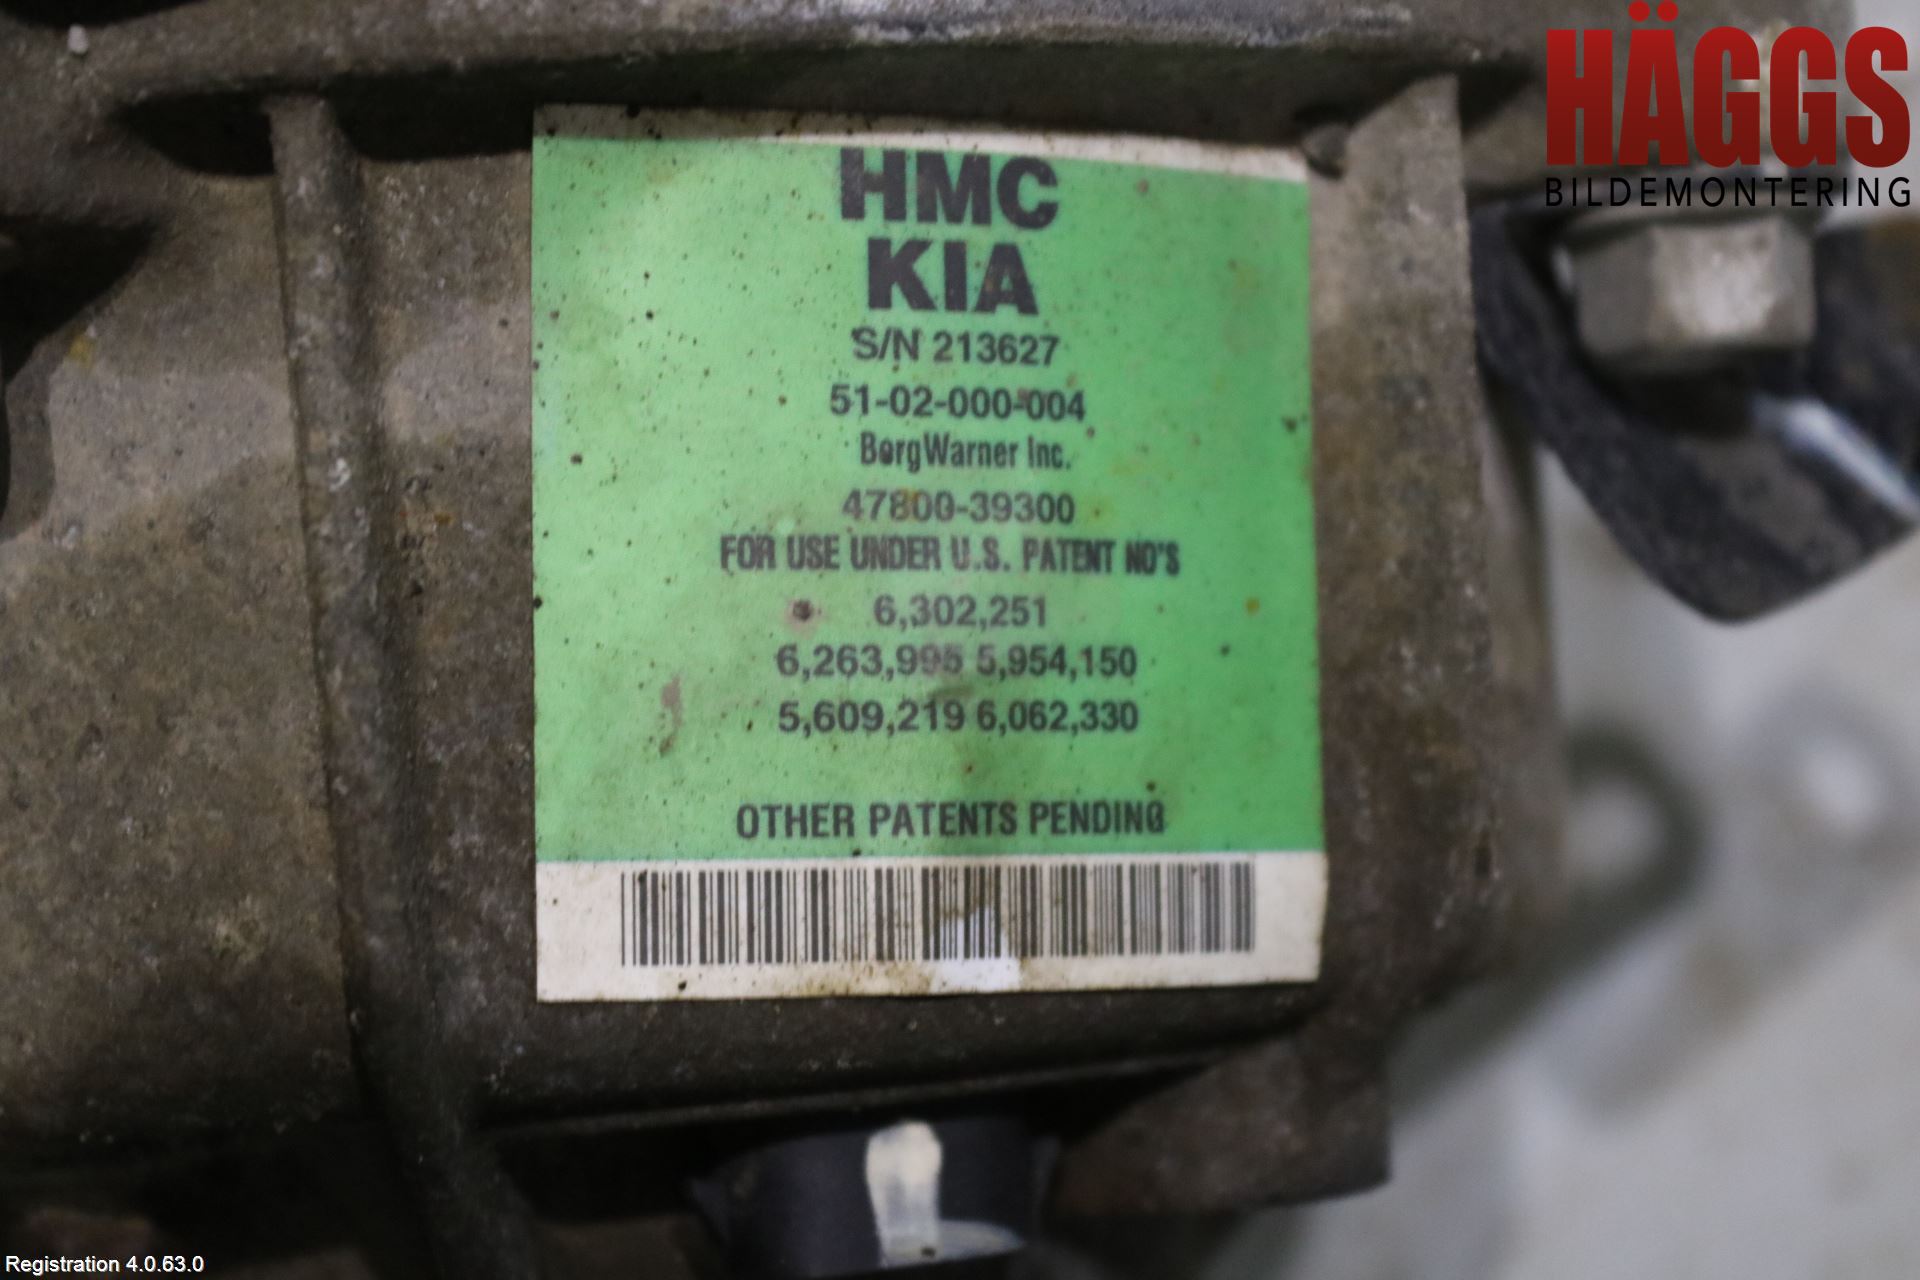 HÄGGS
BILDEMONTERING
HMC
KIA
S/N 213627
51-02-000-004
BorgWarner Inc.
47800-39300
FOR USE UNDER U.S. PATENT NO'S
6,302,251
6,263,995 5,954,150
5,609,219 6,062,330
OTHER PATENTS PENDING
Registration 4.0.63.0